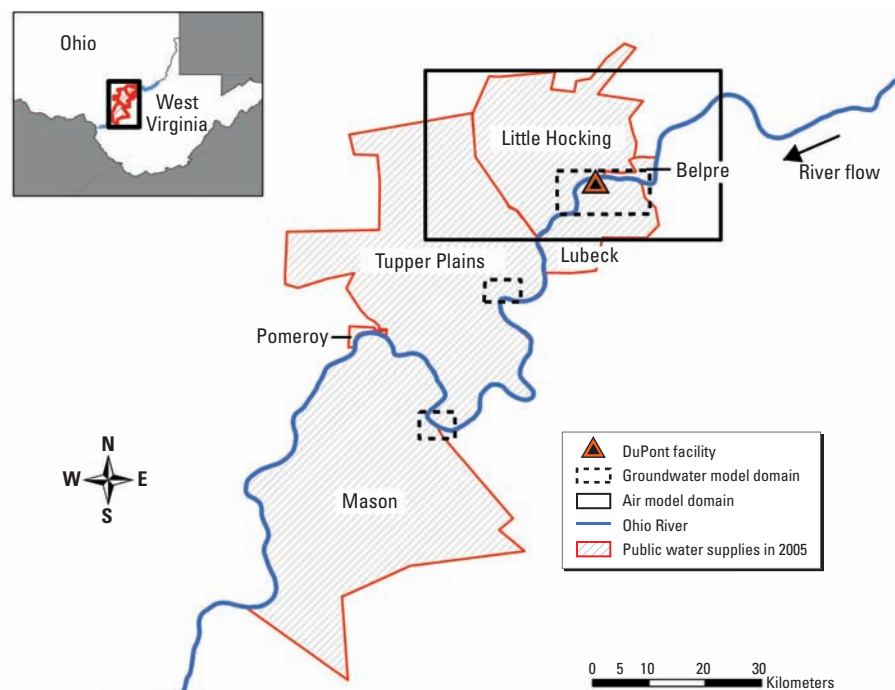 Ohio
West
Virginia
Little Hocking
Belpre
River flow
Lubeck
Tupper Plains
Pomeroy
Mason
N
W E
S
DuPont facility
Groundwater model domain
Air model domain
Ohio River
Public water supplies in 2005
0 5 10 20 30
Kilometers